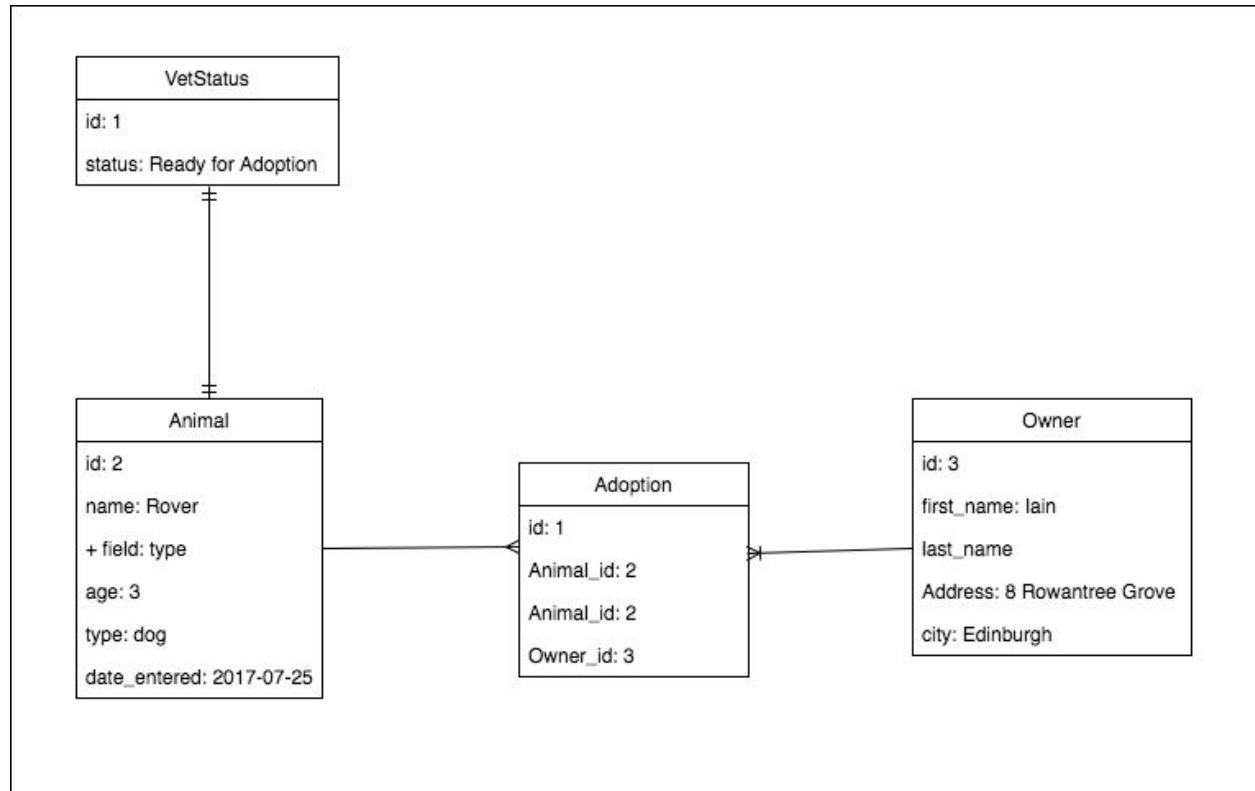 VetStatus
id: 1
status: Ready for Adoption
Animal
id: 2
name: Rover
+ field: type
age: 3
type: dog
date_entered: 2017-07-25
Adoption
id: 1
Animal_id: 2
Animal_id: 2
Owner_id: 3
Owner
id: 3
first_name: Iain
last_name
Address: 8 Rowantree Grove
city: Edinburgh